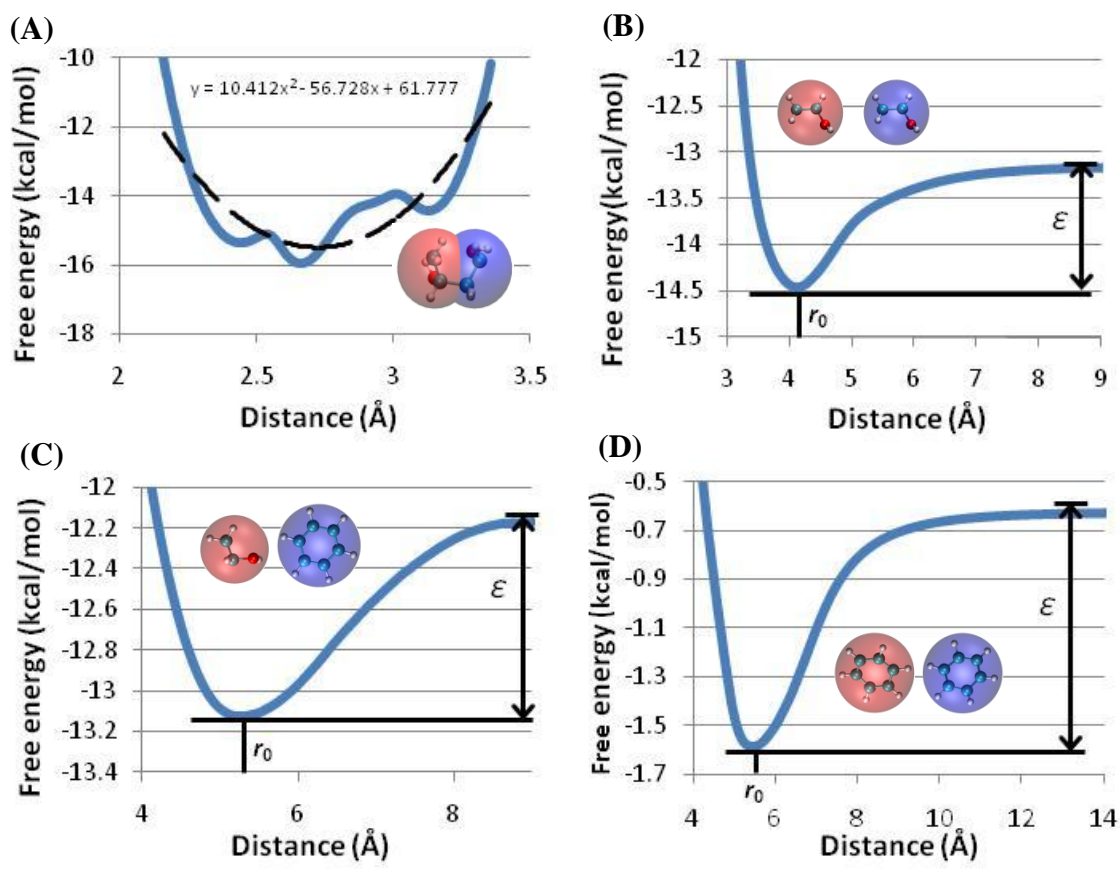 (A)
Free energy (kcal/mol)
-10
-12
-14
-16
-18
y = 10.412x² - 56.728x + 61.777
2
2.5
3
3.5
Distance (Å)
(B)
Free energy(kcal/mol)
-12
-12.5
-13
-13.5
-14
-14.5
-15
ε
r₀
3
4
5
6
7
8
9
Distance (Å)
(C)
Free energy (kcal/mol)
-12
-12.2
-12.4
-12.6
-12.8
-13
-13.2
-13.4
ε
r₀
4
6
8
Distance (Å)
(D)
Free energy (kcal/mol)
-0.5
-0.7
-0.9
-1.1
-1.3
-1.5
-1.7
ε
r₀
4
6
8
10
12
14
Distance (Å)